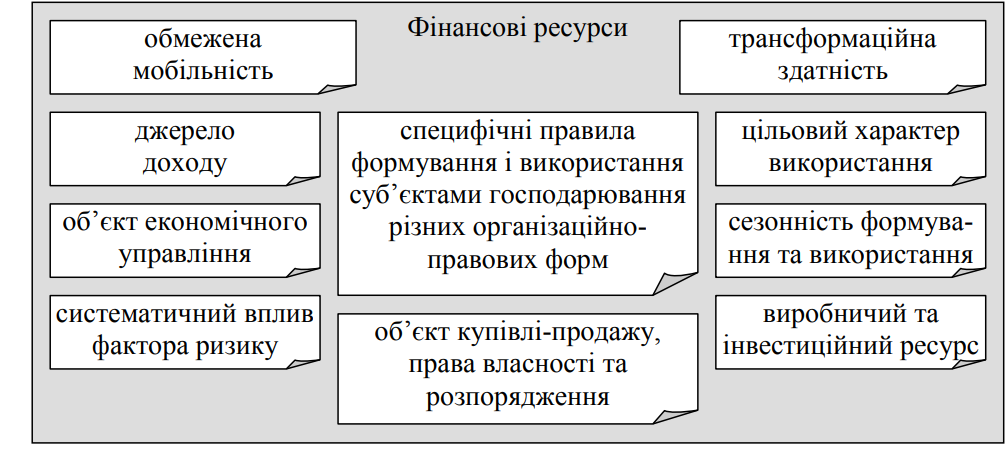 Фінансові ресурси
обмежена
мобільність
трансформаційна
здатність
джерело
доходу
специфічні правила
формування і використання
суб’єктами господарювання
різних організаційно-
правових форм
цільовий характер
використання
об’єкт економічного
управління
сезонність формува-
ння та використання
систематичний вплив
фактора ризику
об’єкт купівлі-продажу,
права власності та
розпорядження
виробничий та
інвестиційний ресурс